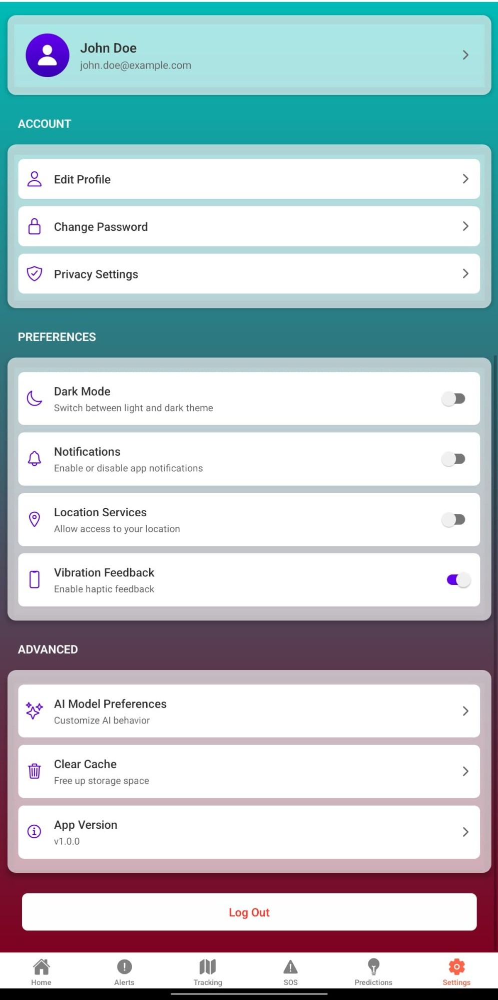 John Doe
john.doe@example.com
ACCOUNT
Edit Profile
Change Password
Privacy Settings
PREFERENCES
Dark Mode
Switch between light and dark theme
Notifications
Enable or disable app notifications
Location Services
Allow access to your location
Vibration Feedback
Enable haptic feedback
ADVANCED
AI Model Preferences
Customize AI behavior
Clear Cache
Free up storage space
App Version
v1.0.0
Log Out
Home Alerts Tracking SOS Predictions Settings